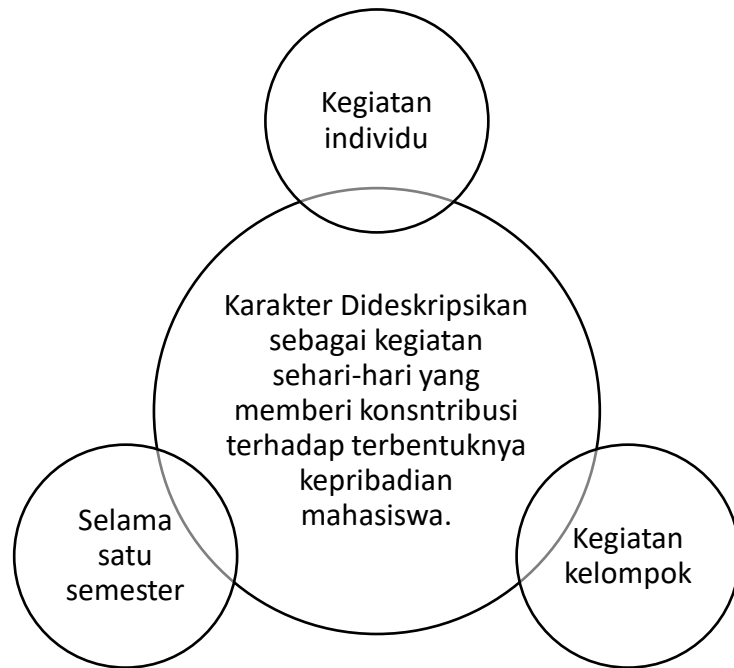 Kegiatan
individu
Karakter Dideskripsikan
sebagai kegiatan
sehari-hari yang
memberi konsntribusi
terhadap terbentuknya
kepribadian
mahasiswa.
Selama
satu
semester
Kegiatan
kelompok